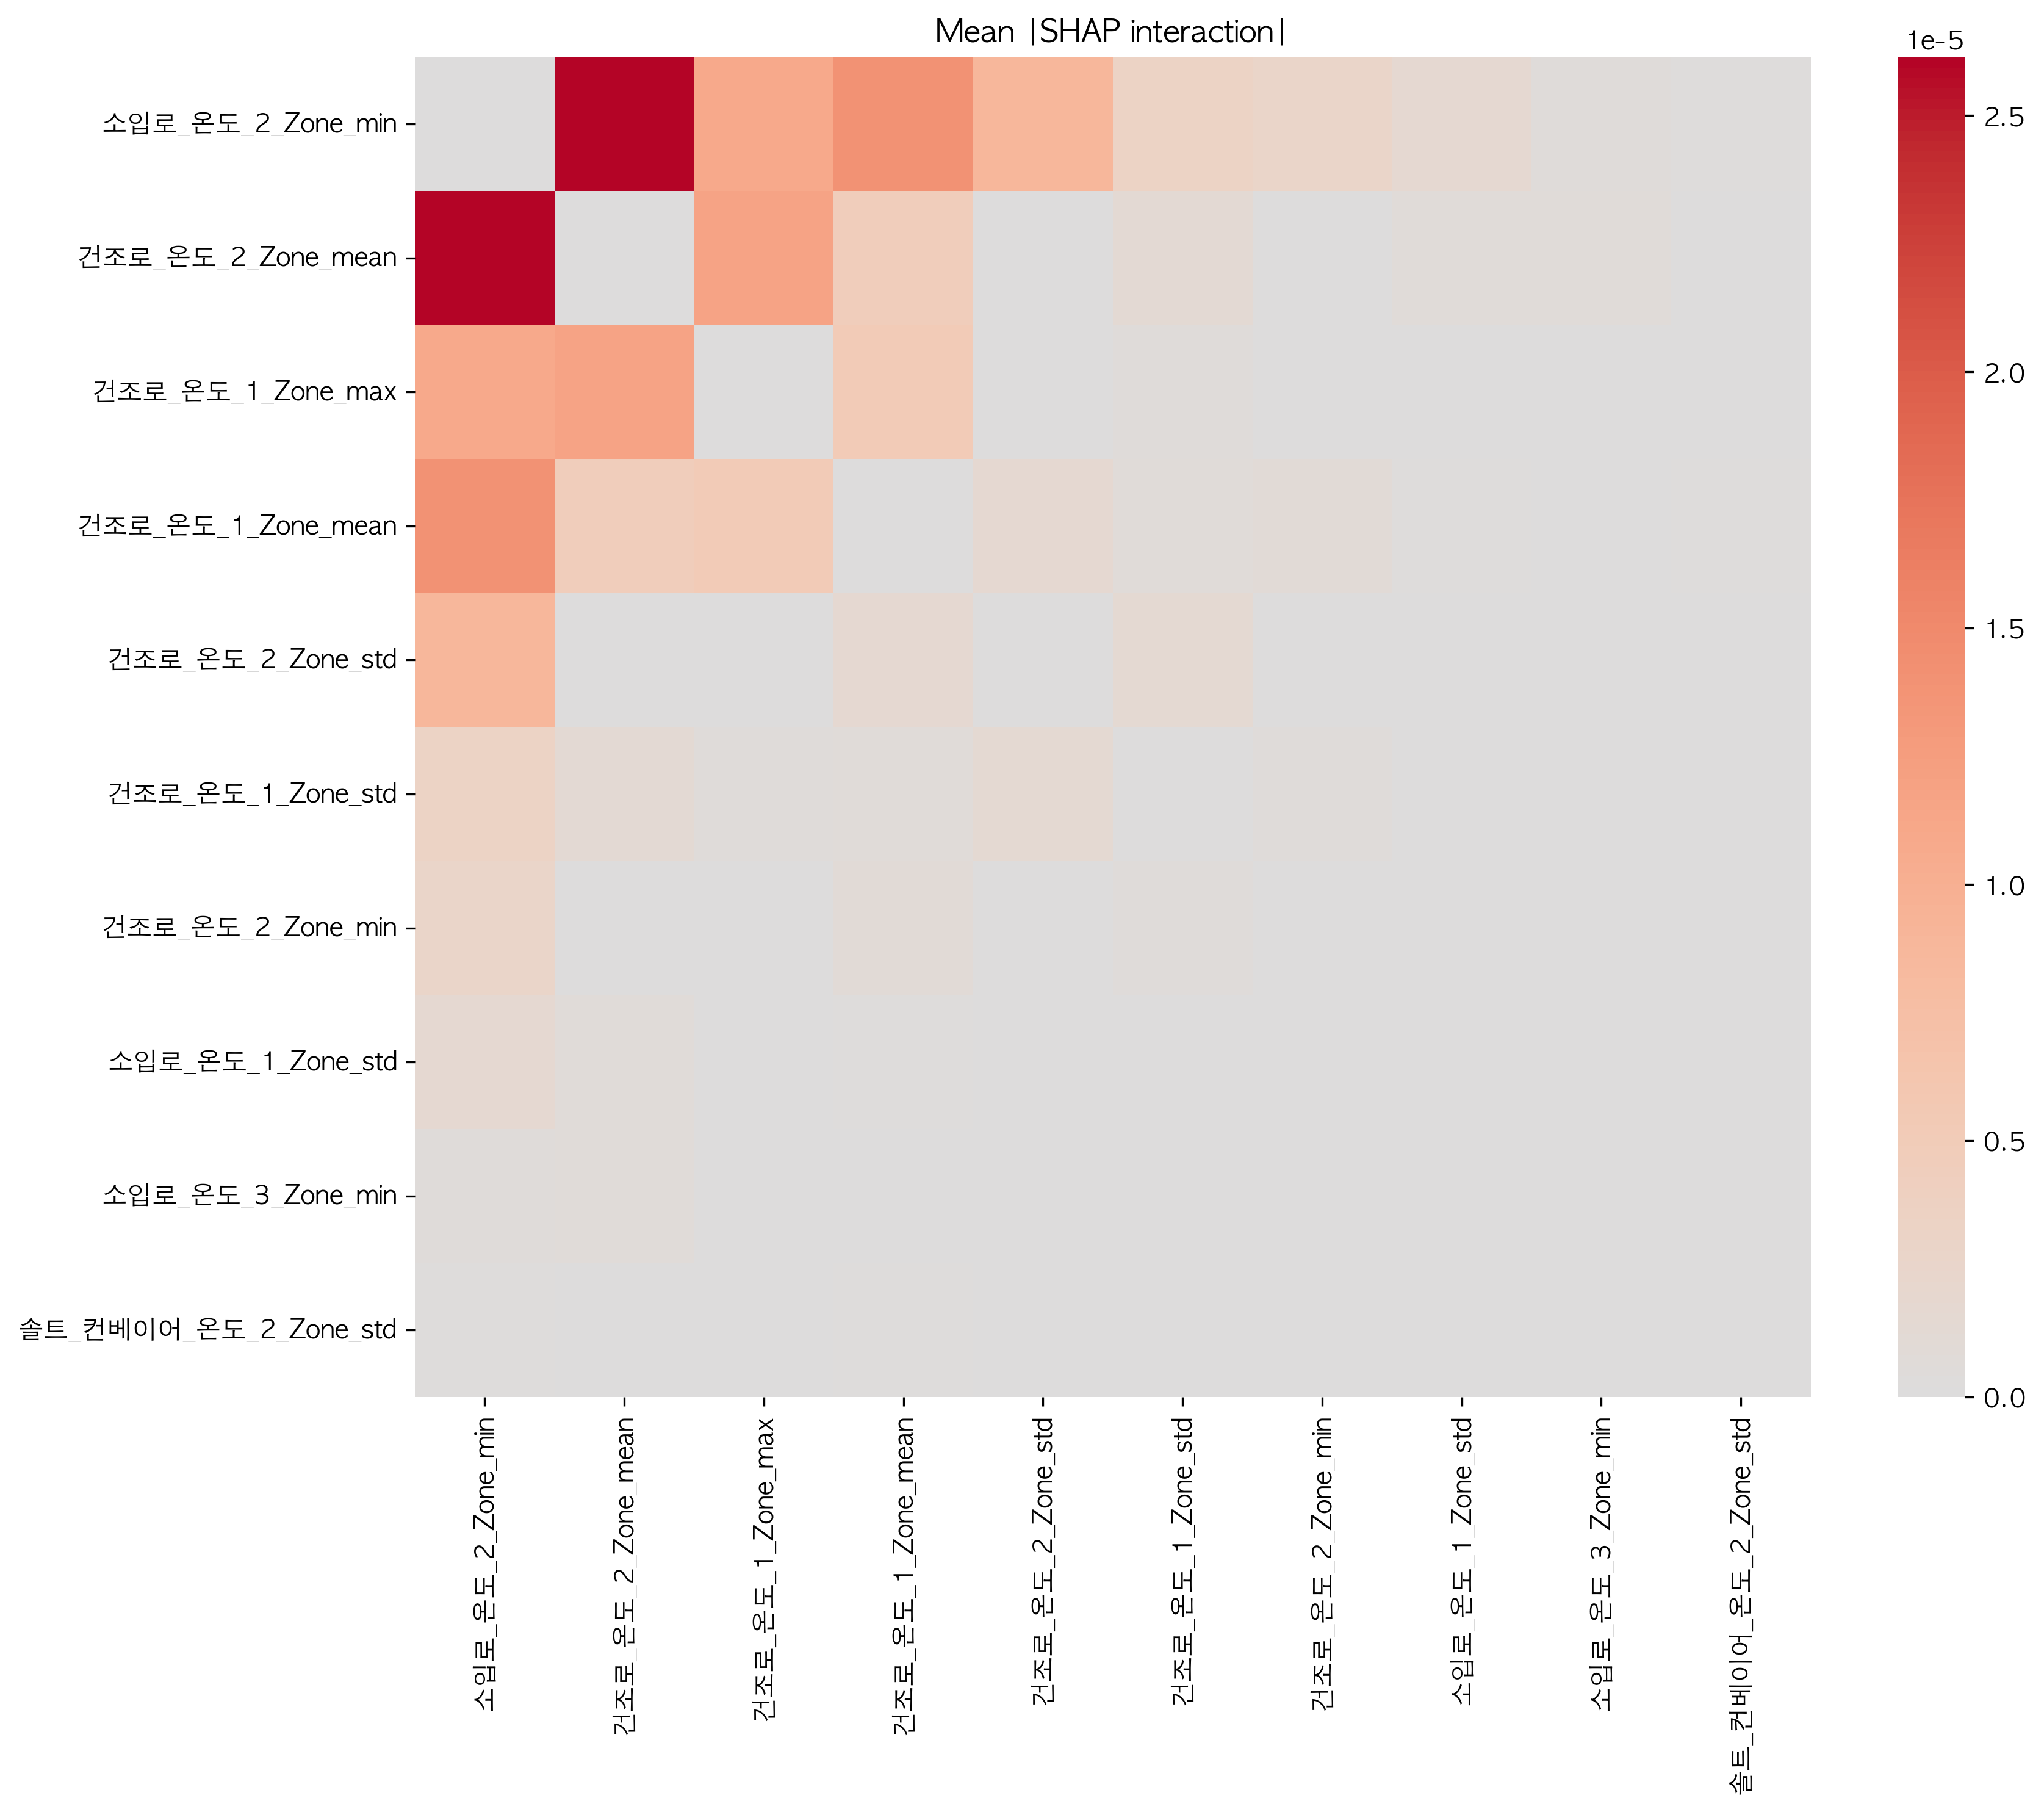 Mean |SHAP interaction|
1e-5
소입로_온도_2_Zone_min
건조로_온도_2_Zone_mean
건조로_온도_1_Zone_max
건조로_온도_1_Zone_mean
건조로_온도_2_Zone_std
건조로_온도_1_Zone_std
건조로_온도_2_Zone_min
소입로_온도_1_Zone_std
소입로_온도_3_Zone_min
솔트_컨베이어_온도_2_Zone_std
소입로_온도_2_Zone_min
건조로_온도_2_Zone_mean
건조로_온도_1_Zone_max
건조로_온도_1_Zone_mean
건조로_온도_2_Zone_std
건조로_온도_1_Zone_std
건조로_온도_2_Zone_min
소입로_온도_1_Zone_std
소입로_온도_3_Zone_min
솔트_컨베이어_온도_2_Zone_std
2.5
2.0
1.5
1.0
0.5
0.0